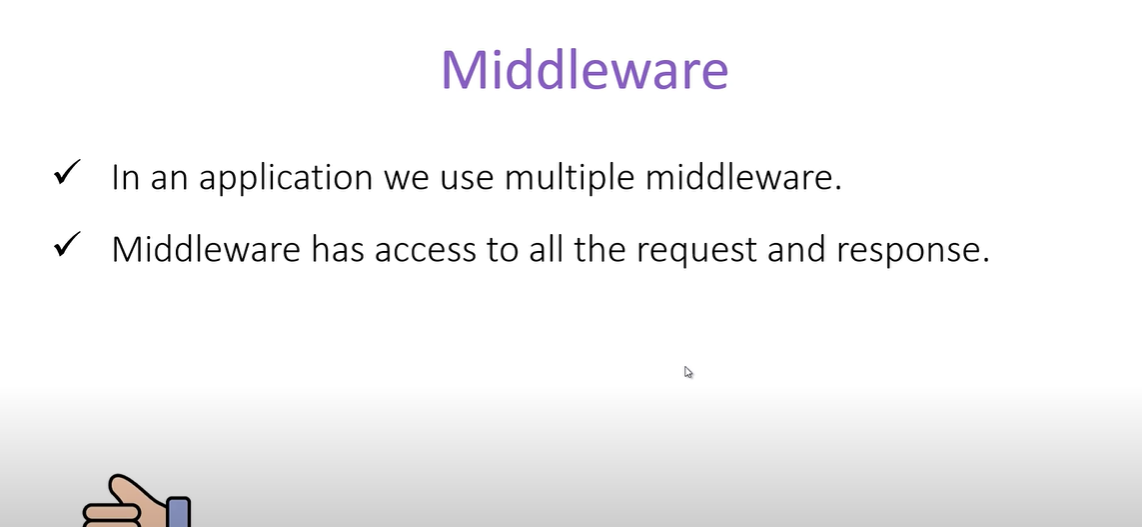 Middleware
✓ In an application we use multiple middleware.
✓ Middleware has access to all the request and response.